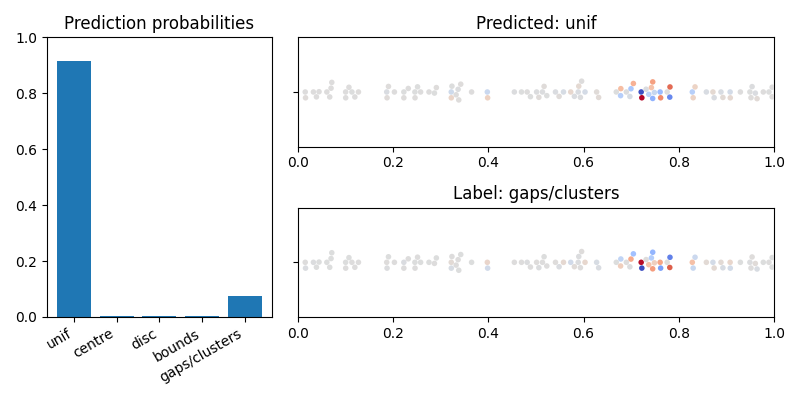 Prediction probabilities
1.0
0.8
0.6
0.4
0.2
0.0
unif
centre
disc
bounds
gaps/clusters
Predicted: unif
0.0 0.2 0.4 0.6 0.8 1.0
Label: gaps/clusters
0.0 0.2 0.4 0.6 0.8 1.0